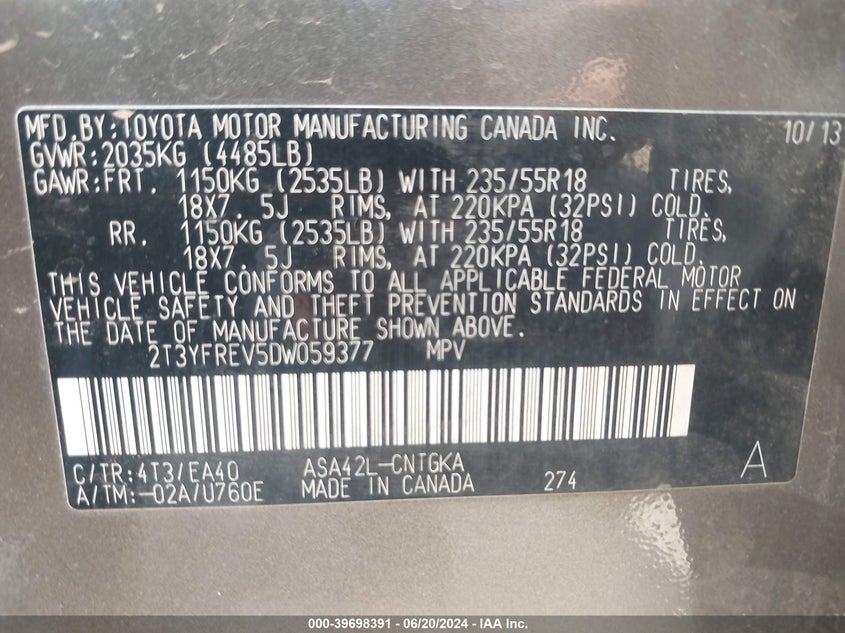 MFD.BY:TOYOTA MOTOR MANUFACTURING CANADA INC. 10/13
GVWR:2035KG (4485LB)
GAWR:FRT. 1150KG (2535LB) WITH 235/55R18 TIRES,
18X7.5J RIMS, AT 220KPA (32PSI) COLD.
RR. 1150KG (2535LB) WITH 235/55R18 TIRES,
18X7.5J RIMS, AT 220KPA (32PSI) COLD.
THIS VEHICLE CONFORMS TO ALL APPLICABLE FEDERAL MOTOR
VEHICLE SAFETY AND THEFT PREVENTION STANDARDS IN EFFECT ON
THE DATE OF MANUFACTURE SHOWN ABOVE.
2T3YFREV5DW059377 MPV
C/TR:4T3/EA40 ASA42L-CNTGKA A
A/TM:-02A/U760E MADE IN CANADA 274
000-39698391 - 06/20/2024 - IAA Inc.